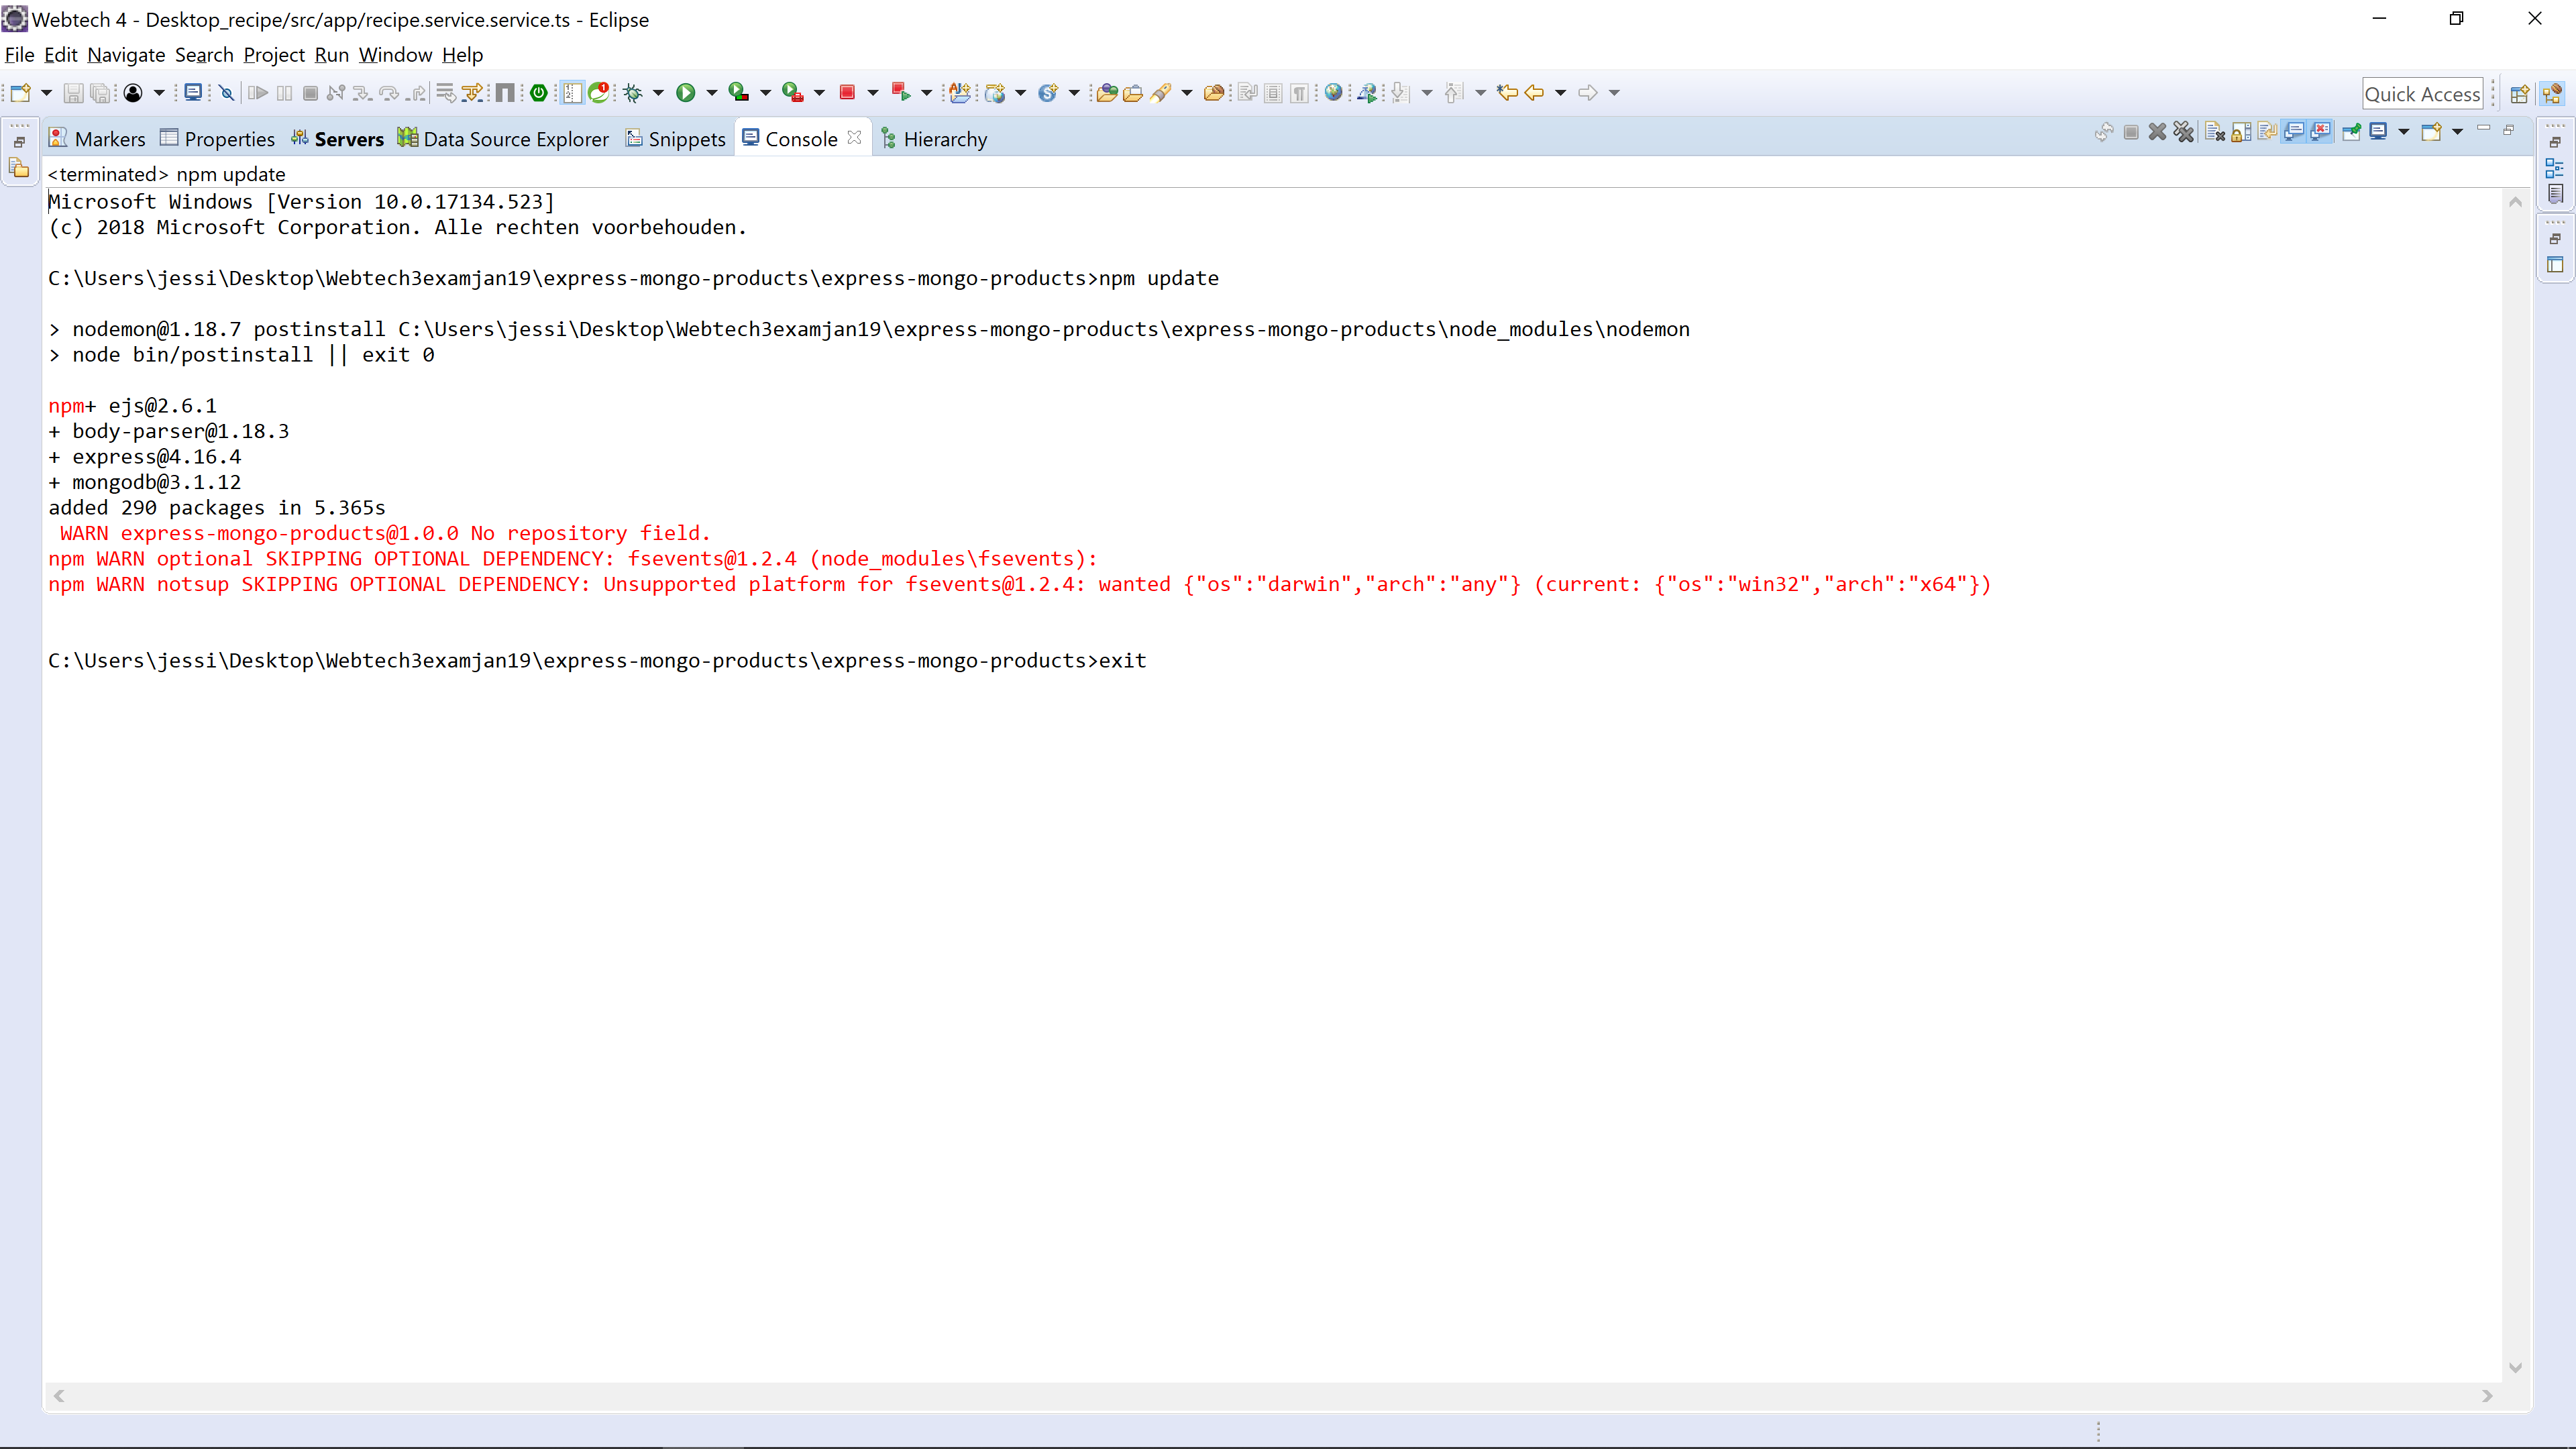 Webtech 4 - Desktop_recipe/src/app/recipe.service.service.ts - Eclipse
File Edit Navigate Search Project Run Window Help
Quick Access
Markers Properties Servers Data Source Explorer Snippets Console Hierarchy
<terminated> npm update
Microsoft Windows [Version 10.0.17134.523]
(c) 2018 Microsoft Corporation. Alle rechten voorbehouden.
C:\Users\jessi\Desktop\Webtech3examjan19\express-mongo-products\express-mongo-products>npm update
> nodemon@1.18.7 postinstall C:\Users\jessi\Desktop\Webtech3examjan19\express-mongo-products\express-mongo-products\node_modules\nodemon
> node bin/postinstall || exit 0
npm+ ejs@2.6.1
+ body-parser@1.18.3
+ express@4.16.4
+ mongodb@3.1.12
added 290 packages in 5.365s
WARN express-mongo-products@1.0.0 No repository field.
npm WARN optional SKIPPING OPTIONAL DEPENDENCY: fsevents@1.2.4 (node_modules\fsevents):
npm WARN notsup SKIPPING OPTIONAL DEPENDENCY: Unsupported platform for fsevents@1.2.4: wanted {"os":"darwin","arch":"any"} (current: {"os":"win32","arch":"x64"})
C:\Users\jessi\Desktop\Webtech3examjan19\express-mongo-products\express-mongo-products>exit